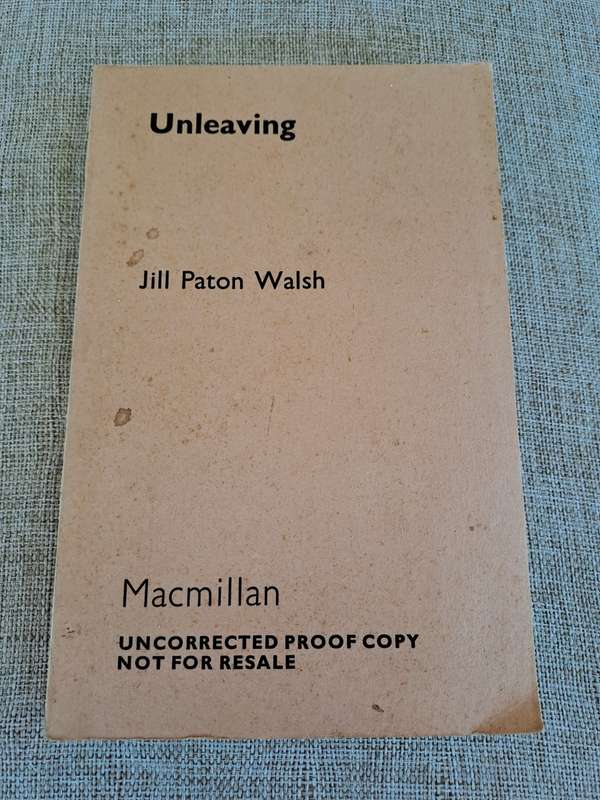 Unleaving
Jill Paton Walsh
Macmillan
UNCORRECTED PROOF COPY
NOT FOR RESALE